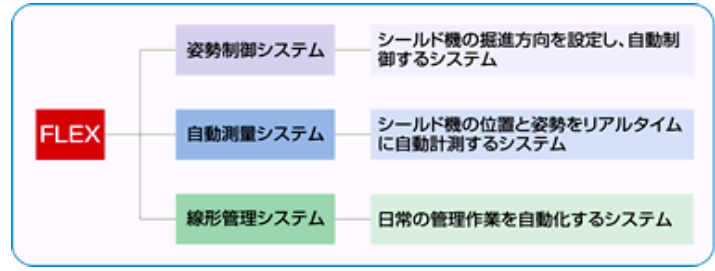 FLEX
姿勢制御システム
シールド機の掘進方向を設定し、自動制
御するシステム
自動測量システム
シールド機の位置と姿勢をリアルタイム
に自動計測するシステム
線形管理システム
日常の管理作業を自動化するシステム